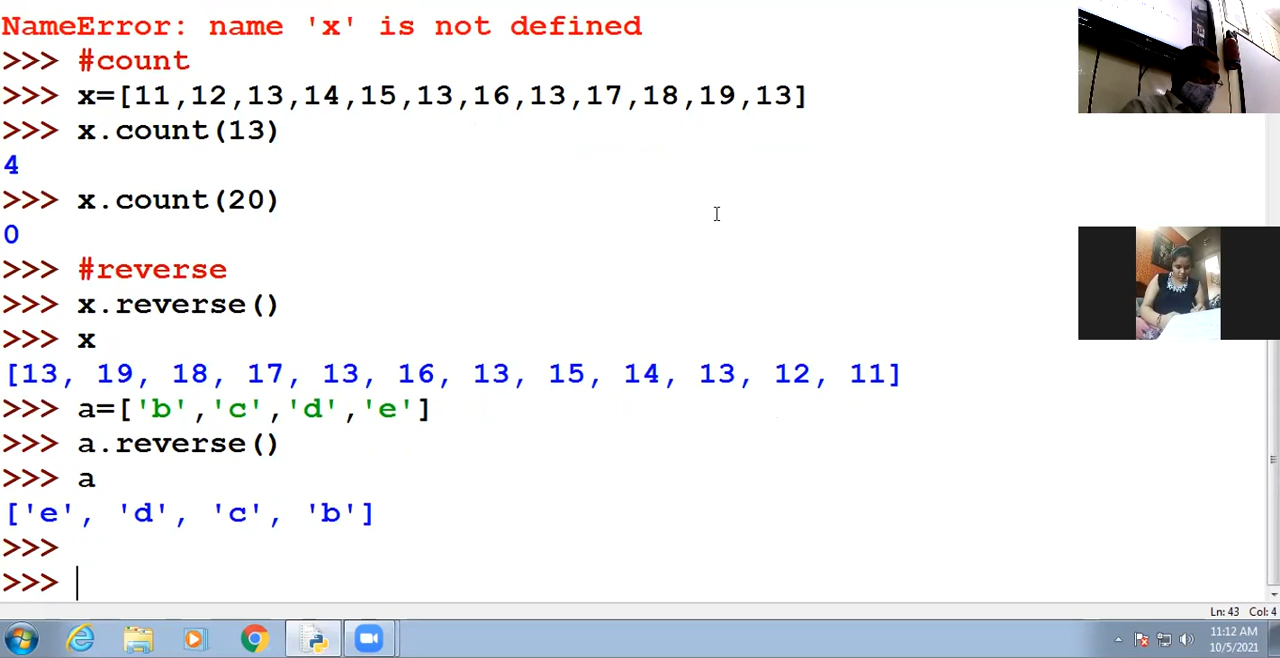 NameError: name 'x' is not defined
>>> #count
>>> x=[11,12,13,14,15,13,16,13,17,18,19,13]
>>> x.count(13)
4
>>> x.count(20)
0
>>> #reverse
>>> x.reverse()
>>> x
[13, 19, 18, 17, 13, 16, 13, 15, 14, 13, 12, 11]
>>> a=['b','c','d','e']
>>> a.reverse()
>>> a
['e', 'd', 'c', 'b']
>>>
>>>
Ln: 43 Col: 4
11:12 AM
10/5/2021